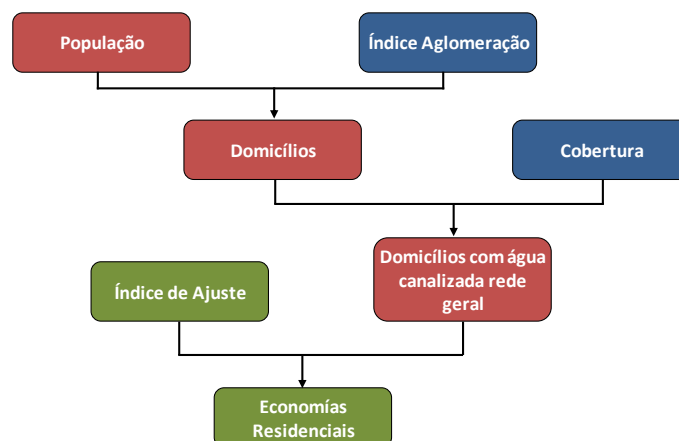 População
Índice Aglomeração
Domicílios
Cobertura
Domicílios com água
canalizada rede
geral
Índice de Ajuste
Economías
Residenciais